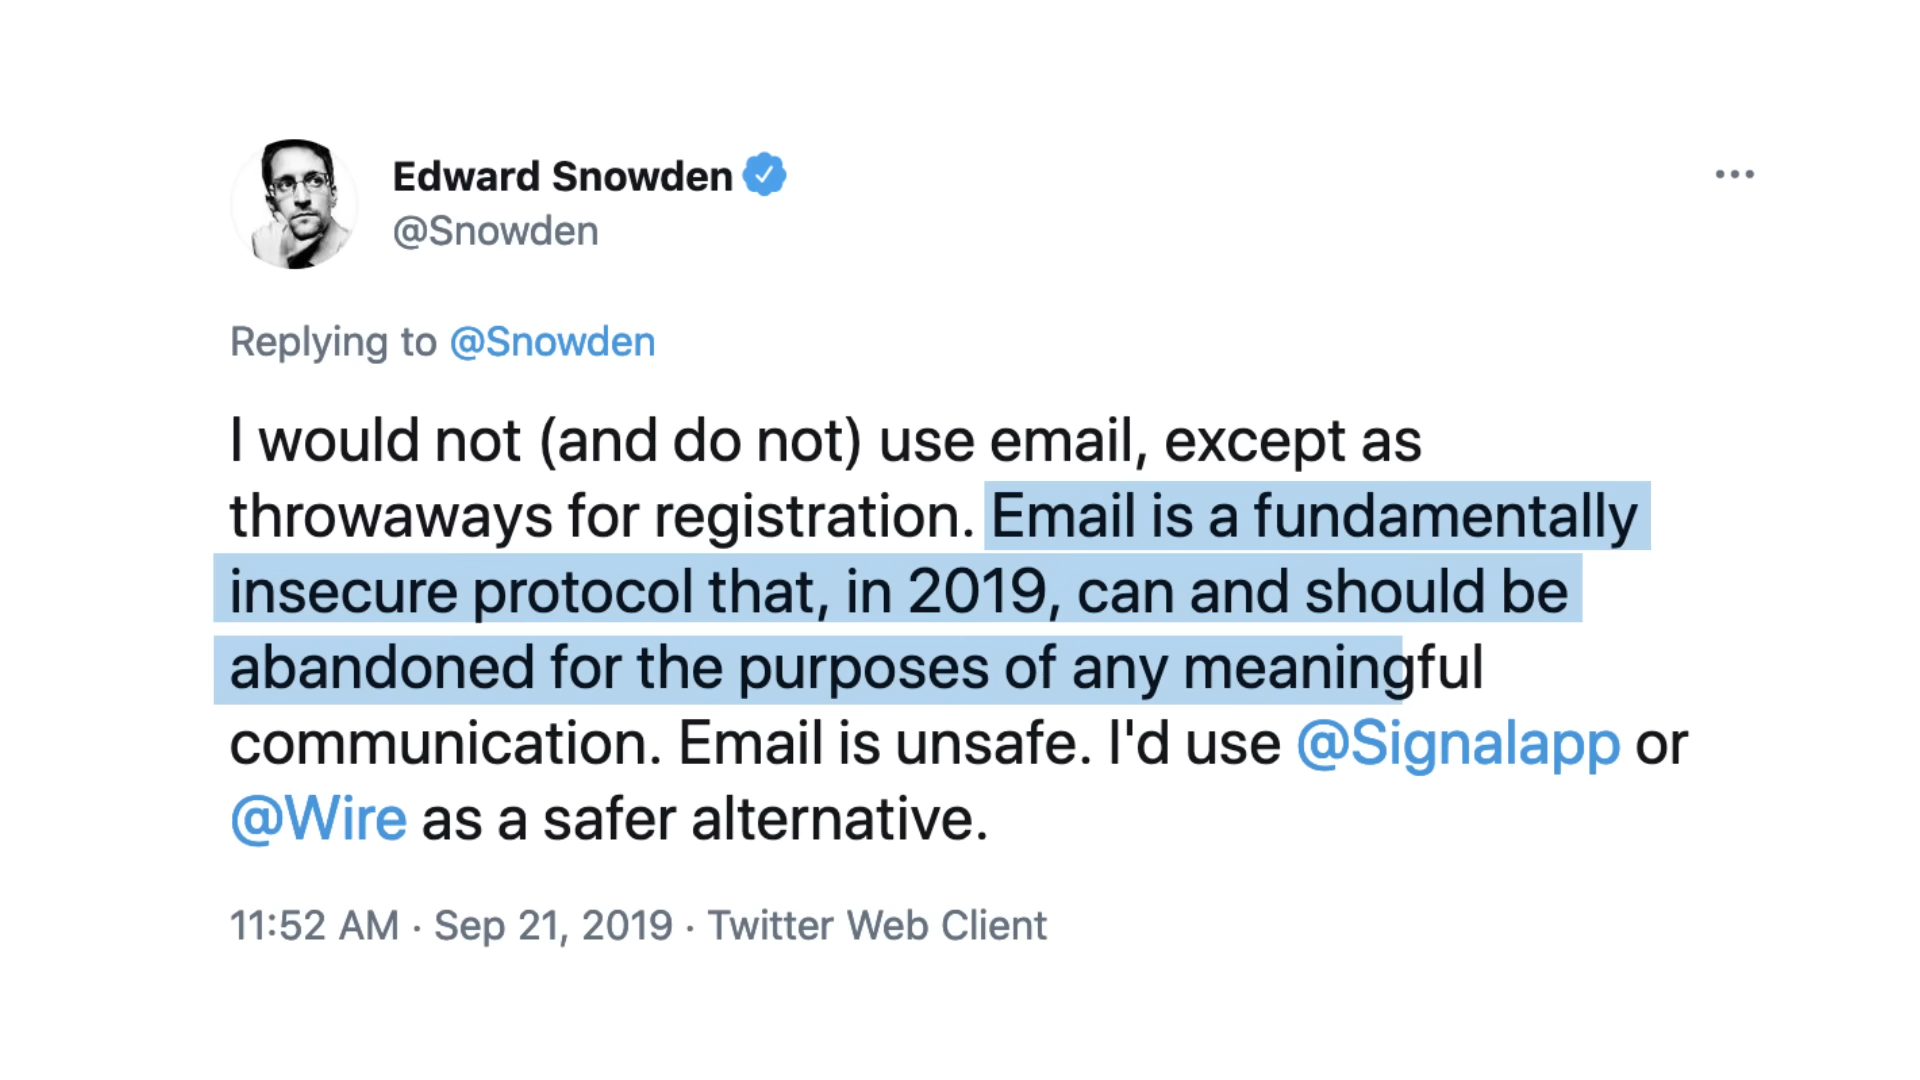 Edward Snowden
@Snowden
Replying to @Snowden
I would not (and do not) use email, except as
throwaways for registration. Email is a fundamentally
insecure protocol that, in 2019, can and should be
abandoned for the purposes of any meaningful
communication. Email is unsafe. I'd use @Signalapp or
@Wire as a safer alternative.
11:52 AM · Sep 21, 2019 · Twitter Web Client